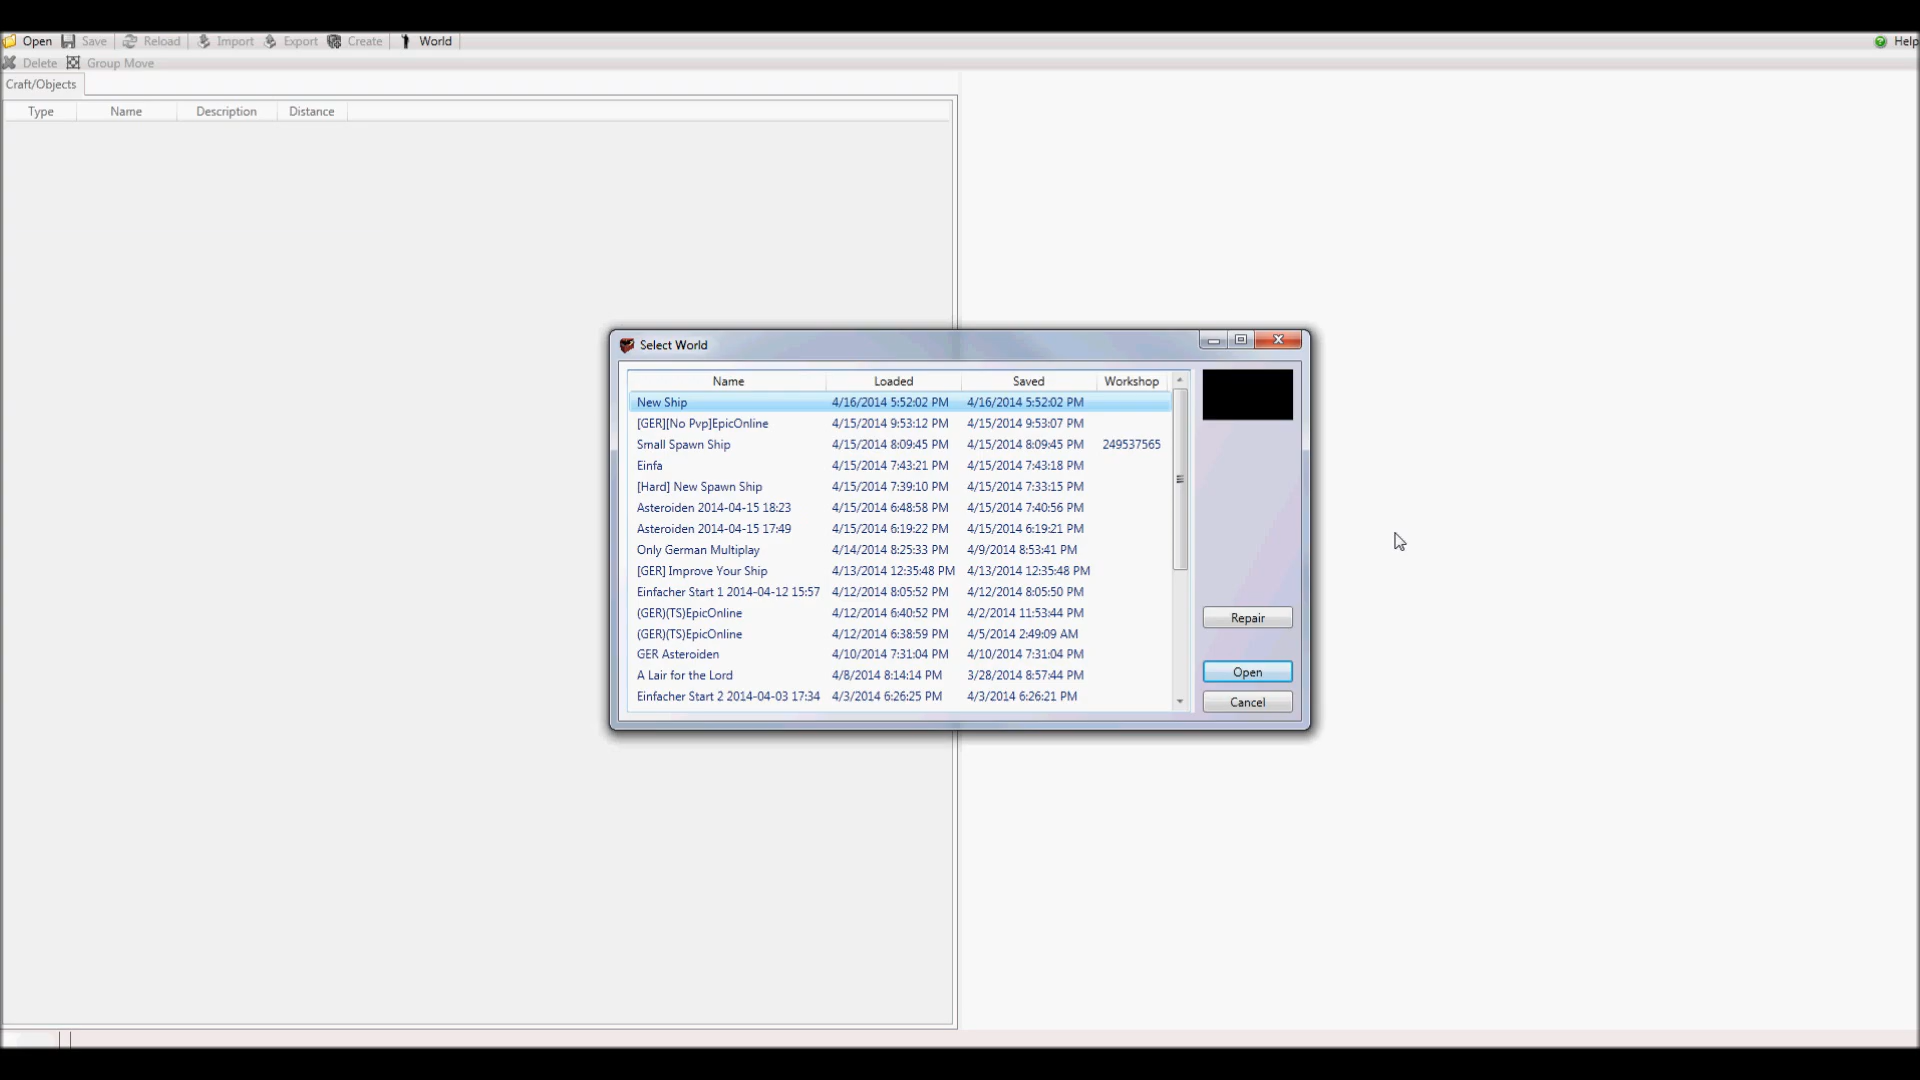 Open Save Reload Import Export Create World Help
Delete Group Move
Craft/Objects
Type Name Description Distance
Select World
Name Loaded Saved Workshop
New Ship 4/16/2014 5:52:02 PM 4/16/2014 5:52:02 PM
[GER][No Pvp]EpicOnline 4/15/2014 9:53:12 PM 4/15/2014 9:53:07 PM
Small Spawn Ship 4/15/2014 8:09:45 PM 4/15/2014 8:09:45 PM 249537565
Einfa 4/15/2014 7:43:21 PM 4/15/2014 7:43:18 PM
[Hard] New Spawn Ship 4/15/2014 7:39:10 PM 4/15/2014 7:33:15 PM
Asteroiden 2014-04-15 18:23 4/15/2014 6:48:58 PM 4/15/2014 7:40:56 PM
Asteroiden 2014-04-15 17:49 4/15/2014 6:19:22 PM 4/15/2014 6:19:21 PM
Only German Multiplay 4/14/2014 8:25:33 PM 4/9/2014 8:53:41 PM
[GER] Improve Your Ship 4/13/2014 12:35:48 PM 4/13/2014 12:35:48 PM
Einfacher Start 1 2014-04-12 15:57 4/12/2014 8:05:52 PM 4/12/2014 8:05:50 PM
(GER)(TS)EpicOnline 4/12/2014 6:40:52 PM 4/2/2014 11:53:44 PM
(GER)(TS)EpicOnline 4/12/2014 6:38:59 PM 4/5/2014 2:49:09 AM
GER Asteroiden 4/10/2014 7:31:04 PM 4/10/2014 7:31:04 PM
A Lair for the Lord 4/8/2014 8:14:14 PM 3/28/2014 8:57:44 PM
Einfacher Start 2 2014-04-03 17:34 4/3/2014 6:26:25 PM 4/3/2014 6:26:21 PM
Repair
Open
Cancel